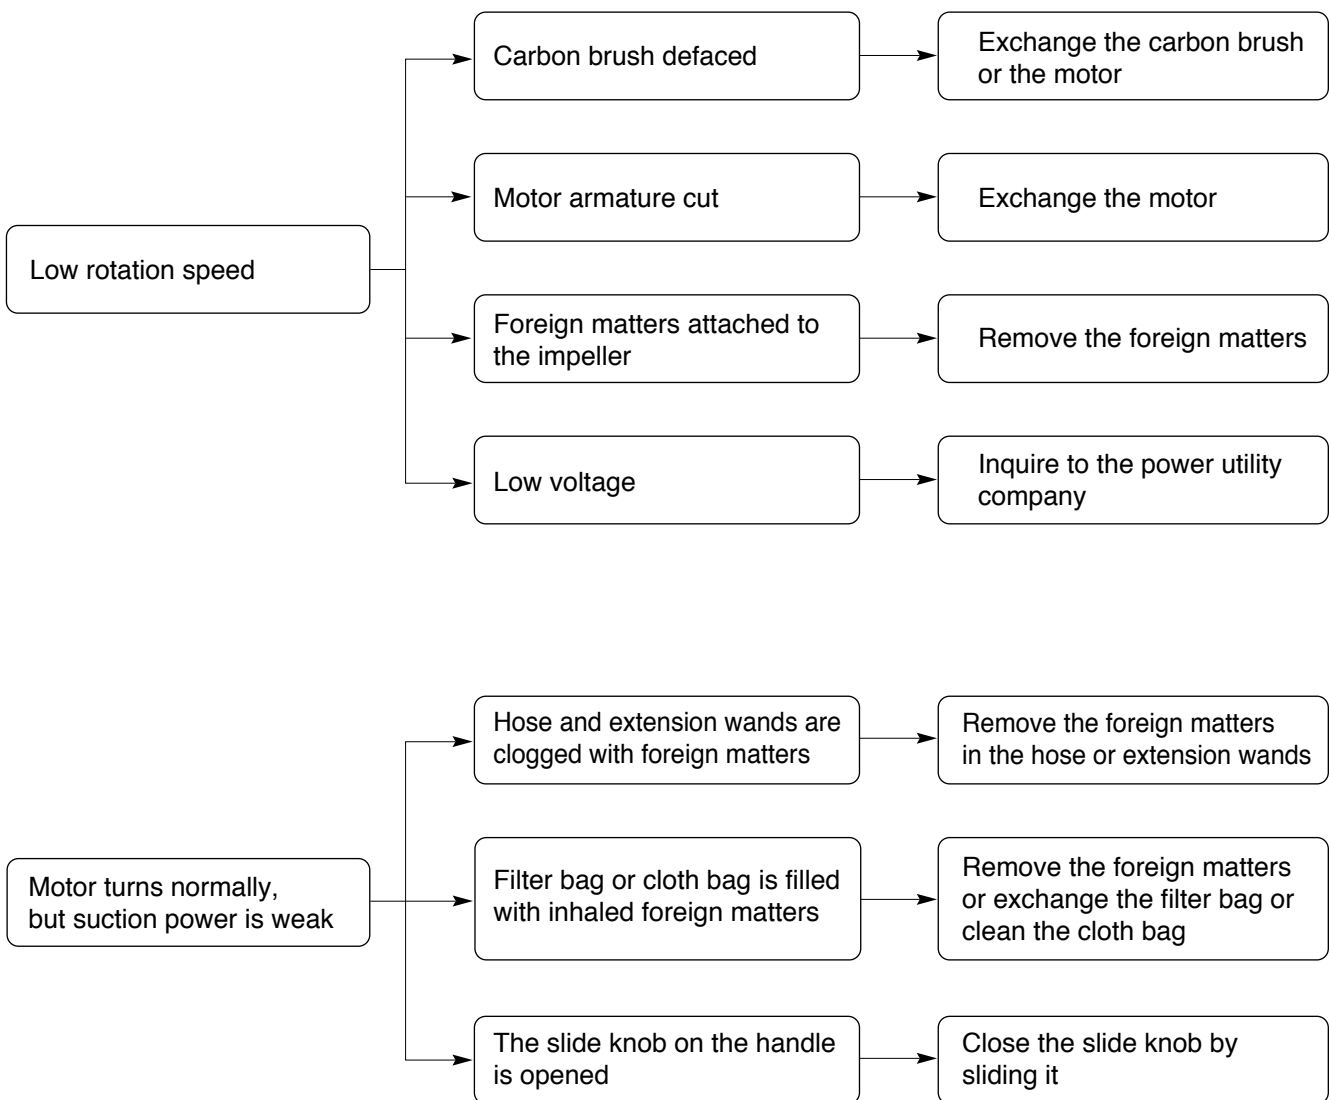 Low rotation speed
Carbon brush defaced
Exchange the carbon brush
or the motor
Motor armature cut
Exchange the motor
Foreign matters attached to
the impeller
Remove the foreign matters
Low voltage
Inquire to the power utility
company
Motor turns normally,
but suction power is weak
Hose and extension wands are
clogged with foreign matters
Remove the foreign matters
in the hose or extension wands
Filter bag or cloth bag is filled
with inhaled foreign matters
Remove the foreign matters
or exchange the filter bag or
clean the cloth bag
The slide knob on the handle
is opened
Close the slide knob by
sliding it